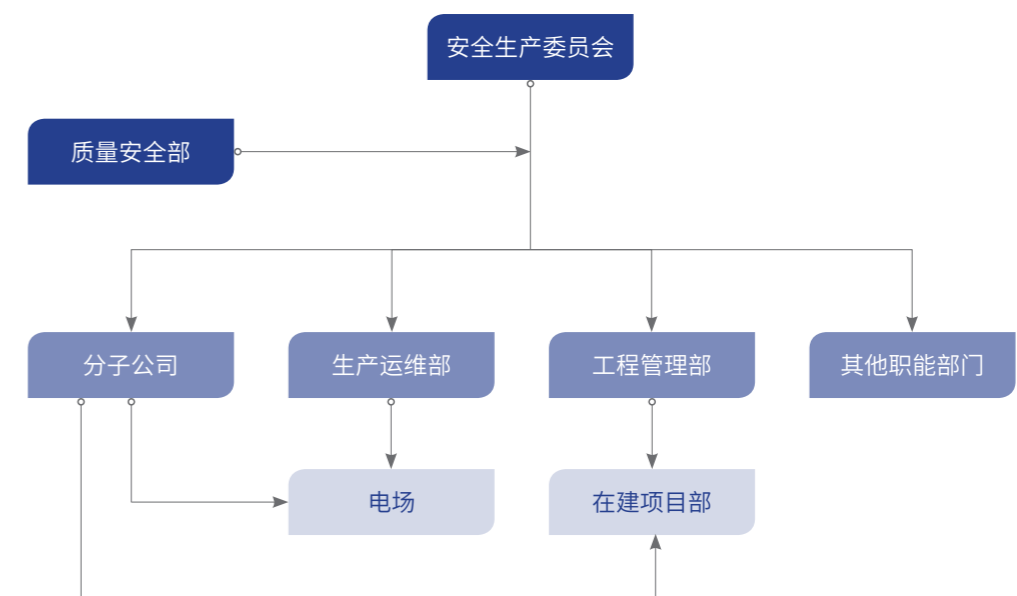 安全生产委员会
质量安全部
分子公司
生产运维部
工程管理部
其他职能部门
电场
在建项目部